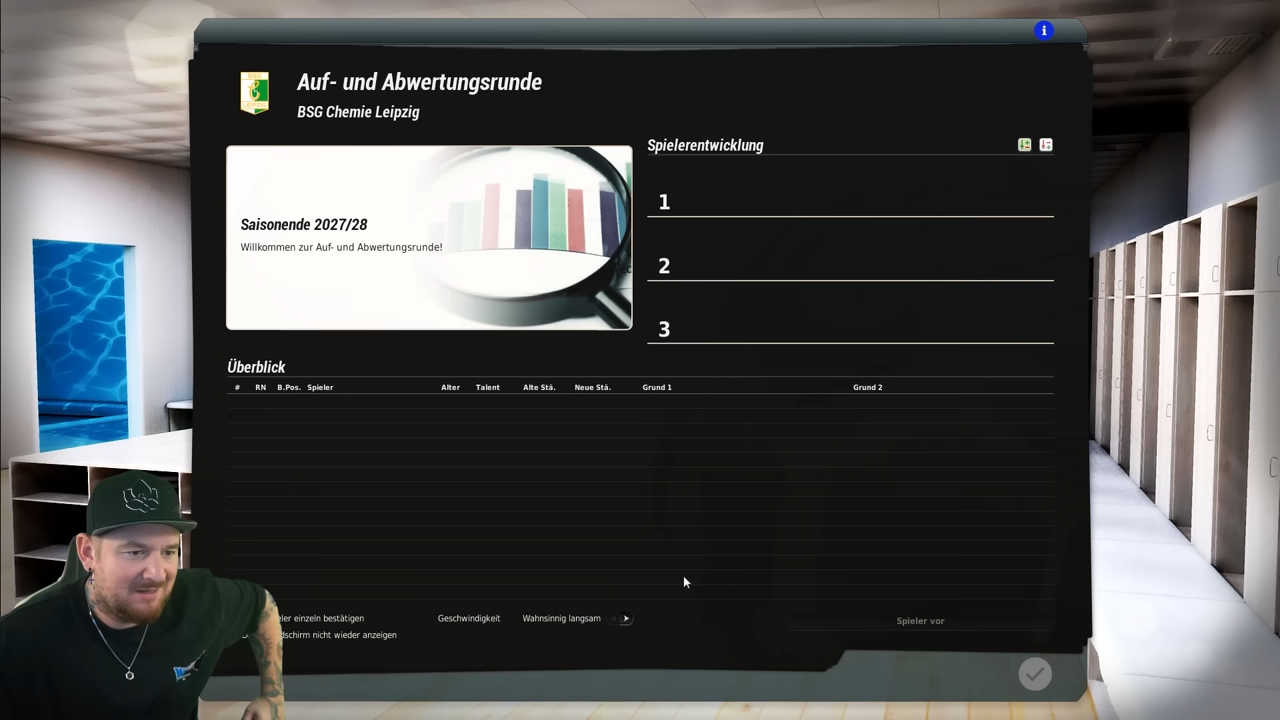 Auf- und Abwertungsrunde
BSG Chemie Leipzig
BSG
LEIPZIG
Spielerentwicklung
Saisonende 2027/28
Willkommen zur Auf- und Abwertungsrunde!
1
2
3
Überblick
# RN B.Pos. Spieler Alter Talent Alte Stä. Neue Stä. Grund 1 Grund 2
einzeln bestätigen Geschwindigkeit Wahnsinnig langsam
nicht wieder anzeigen
Spieler vor